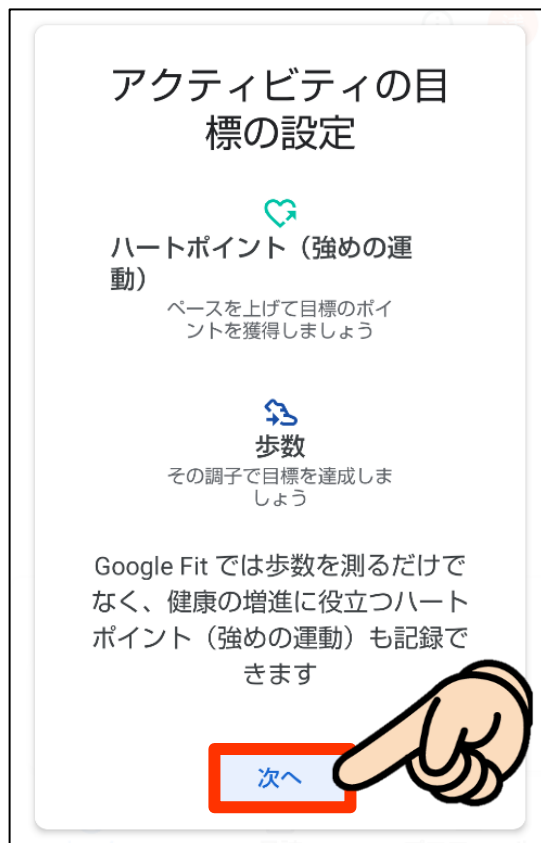 アクティビティの目
標の設定
ハートポイント（強めの運
動）
ペースを上げて目標のポイ
ントを獲得しましょう
歩数
その調子で目標を達成しま
しょう
Google Fit では歩数を測るだけで
なく、健康の増進に役立つハート
ポイント（強めの運動）も記録で
きます
次へ